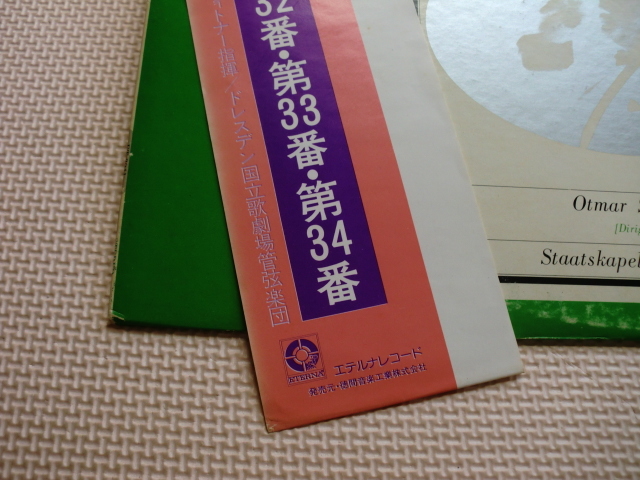 32番・第33番・第34番
ートナー指揮/ドレスデン国立歌劇場管弦楽団
ETERNA
エテルナレコード
発売元・徳間音楽工業株式会社
Otmar
[Dirig
Staatskapel